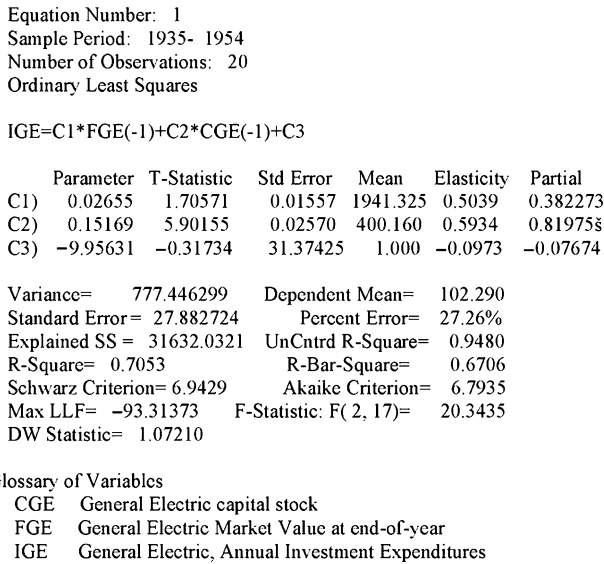 Equation Number: 1
Sample Period: 1935- 1954
Number of Observations: 20
Ordinary Least Squares
IGE=C1*FGE(-1)+C2*CGE(-1)+C3
Parameter T-Statistic Std Error Mean Elasticity Partial
C1) 0.02655 1.70571 0.01557 1941.325 0.5039 0.382273
C2) 0.15169 5.90155 0.02570 400.160 0.5934 0.81975š
C3) −9.95631 −0.31734 31.37425 1.000 −0.0973 −0.07674
Variance= 777.446299 Dependent Mean= 102.290
Standard Error= 27.882724 Percent Error= 27.26%
Explained SS = 31632.0321 UnCntrd R-Square= 0.9480
R-Square= 0.7053 R-Bar-Square= 0.6706
Schwarz Criterion= 6.9429 Akaike Criterion= 6.7935
Max LLF= −93.31373 F-Statistic: F( 2, 17)= 20.3435
DW Statistic= 1.07210
lossary of Variables
CGE General Electric capital stock
FGE General Electric Market Value at end-of-year
IGE General Electric, Annual Investment Expenditures